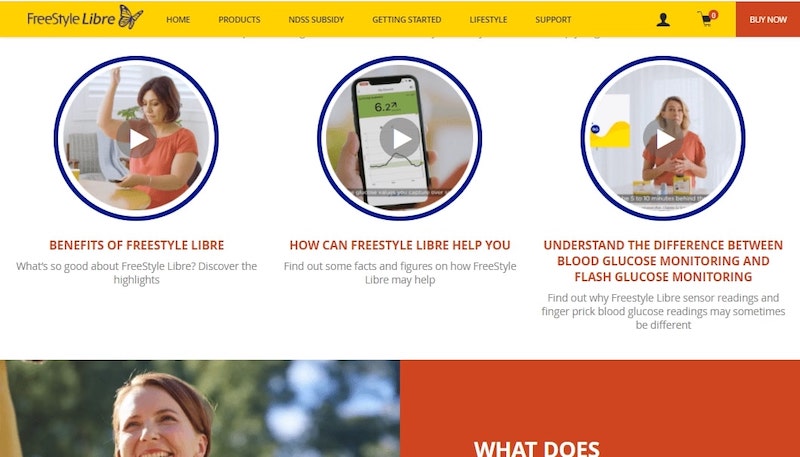 FreeStyle Libre
HOME
PRODUCTS
NDSS SUBSIDY
GETTING STARTED
LIFESTYLE
SUPPORT
0
BUY NOW
6.2
glucose values you capture over
5 to 10 minutes behind
BENEFITS OF FREESTYLE LIBRE
What's so good about FreeStyle Libre? Discover the
highlights
HOW CAN FREESTYLE LIBRE HELP YOU
Find out some facts and figures on how FreeStyle
Libre may help
UNDERSTAND THE DIFFERENCE BETWEEN
BLOOD GLUCOSE MONITORING AND
FLASH GLUCOSE MONITORING
Find out why Freestyle Libre sensor readings and
finger prick blood glucose readings may sometimes
be different
WHAT DOES